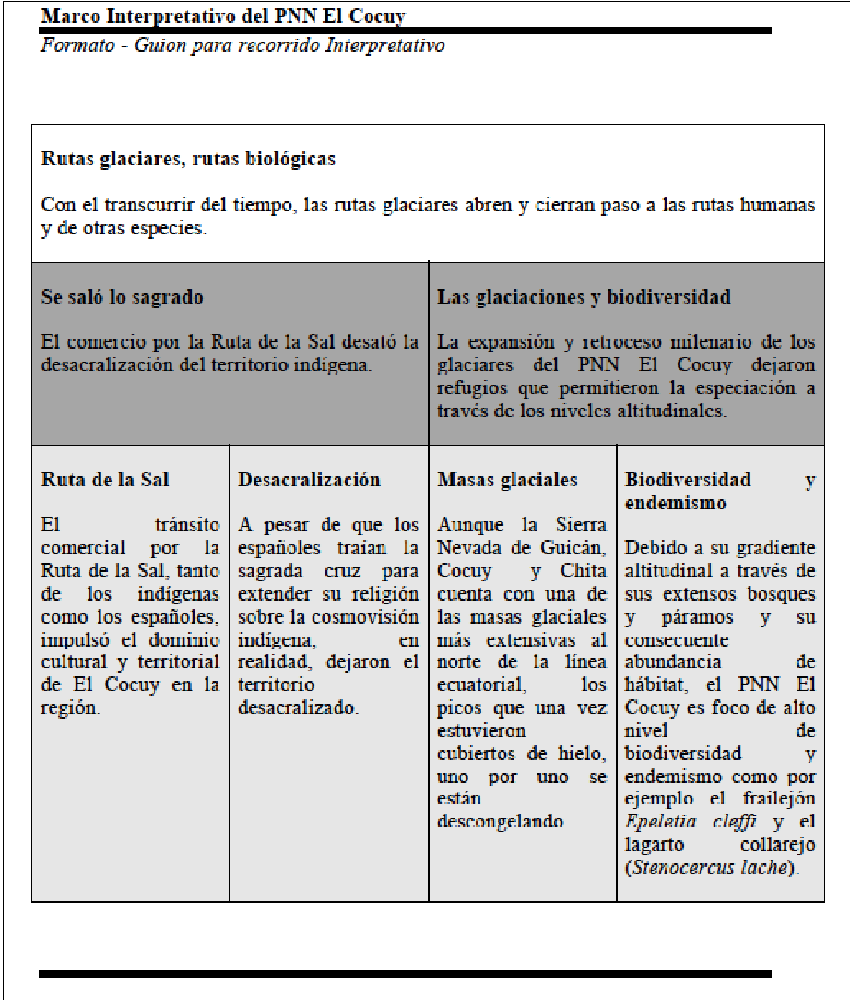 Marco Interpretativo del PNN El Cocuy
Formato - Guion para recorrido Interpretativo
Rutas glaciares, rutas biológicas
Con el transcurrir del tiempo, las rutas glaciares abren y cierran paso a las rutas humanas
y de otras especies.
Se saló lo sagrado
El comercio por la Ruta de la Sal desató la
desacralización del territorio indígena.
Las glaciaciones y biodiversidad
La expansión y retroceso milenario de los
glaciares del PNN El Cocuy dejaron
refugios que permitieron la especiación a
través de los niveles altitudinales.
Ruta de la Sal
El tránsito
comercial por la
Ruta de la Sal, tanto
de los indígenas
como los españoles,
impulsó el dominio
cultural y territorial
de El Cocuy en la
región.
Desacralización
A pesar de que los
españoles traían la
sagrada cruz para
extender su religión
sobre la cosmovisión
indígena, en
realidad, dejaron el
territorio
desacralizado.
Masas glaciales
Aunque la Sierra
Nevada de Guicán,
Cocuy y Chita
cuenta con una de
las masas glaciales
más extensivas al
norte de la línea
ecuatorial, los
picos que una vez
estuvieron
cubiertos de hielo,
uno por uno se
están
descongelando.
Biodiversidad y
endemismo
Debido a su gradiente
altitudinal a través de
sus extensos bosques
y páramos y su
consecuente
abundancia de
hábitat, el PNN El
Cocuy es foco de alto
nivel de
biodiversidad y
endemismo como por
ejemplo el frailejón
Epeletia cleffi y el
lagarto collarejo
(Stenocercus lache).